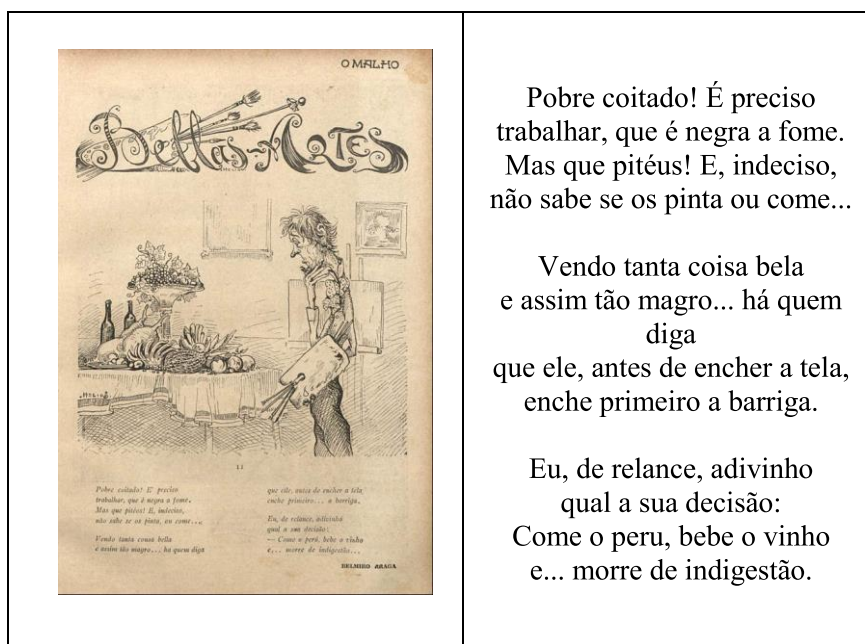 O MALHO
Bellas-Artes
11
Pobre coitado! E' preciso
trabalhar, que é negra a fome.
Mas que pitéus! E, indeciso,
não sabe se os pinta, ou come...
Vendo tanta cousa bella
e assim tão magro... ha quem diga
que elle, antes de encher a tela,
enche primeiro... a barriga.
Eu, de relance, adivinho
qual a sua decisão:
— Come o perú, bebe o vinho
e... morre de indigestão...
BELMIRO BRAGA
Pobre coitado! É preciso
trabalhar, que é negra a fome.
Mas que pitéus! E, indeciso,
não sabe se os pinta ou come...
Vendo tanta coisa bela
e assim tão magro... há quem
diga
que ele, antes de encher a tela,
enche primeiro a barriga.
Eu, de relance, adivinho
qual a sua decisão:
Come o peru, bebe o vinho
e... morre de indigestão.